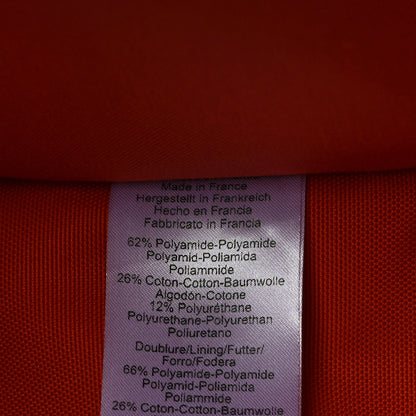 Made in France
Hergestellt in Frankreich
Hecho en Francia
Fabbricato in Francia
62% Polyamide-Polyamide
Polyamid-Poliamida
Poliammide
26% Coton-Cotton-Baumwolle
Algodón-Cotone
12% Polyuréthane
Polyurethane-Polyurethan
Poliuretano
Doublure/Lining/Futter/
Forro/Fodera
66% Polyamide-Polyamide
Polyamid-Poliamida
Poliammide
26% Coton-Cotton-Baumwolle